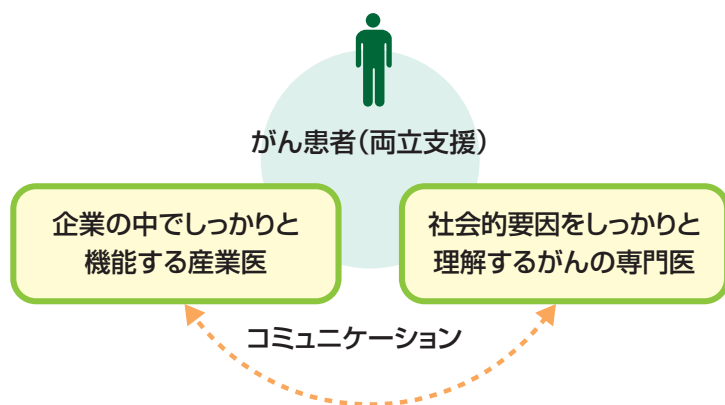 がん患者(両立支援)
企業の中でしっかりと
機能する産業医
社会的要因をしっかりと
理解するがんの専門医
コミュニケーション